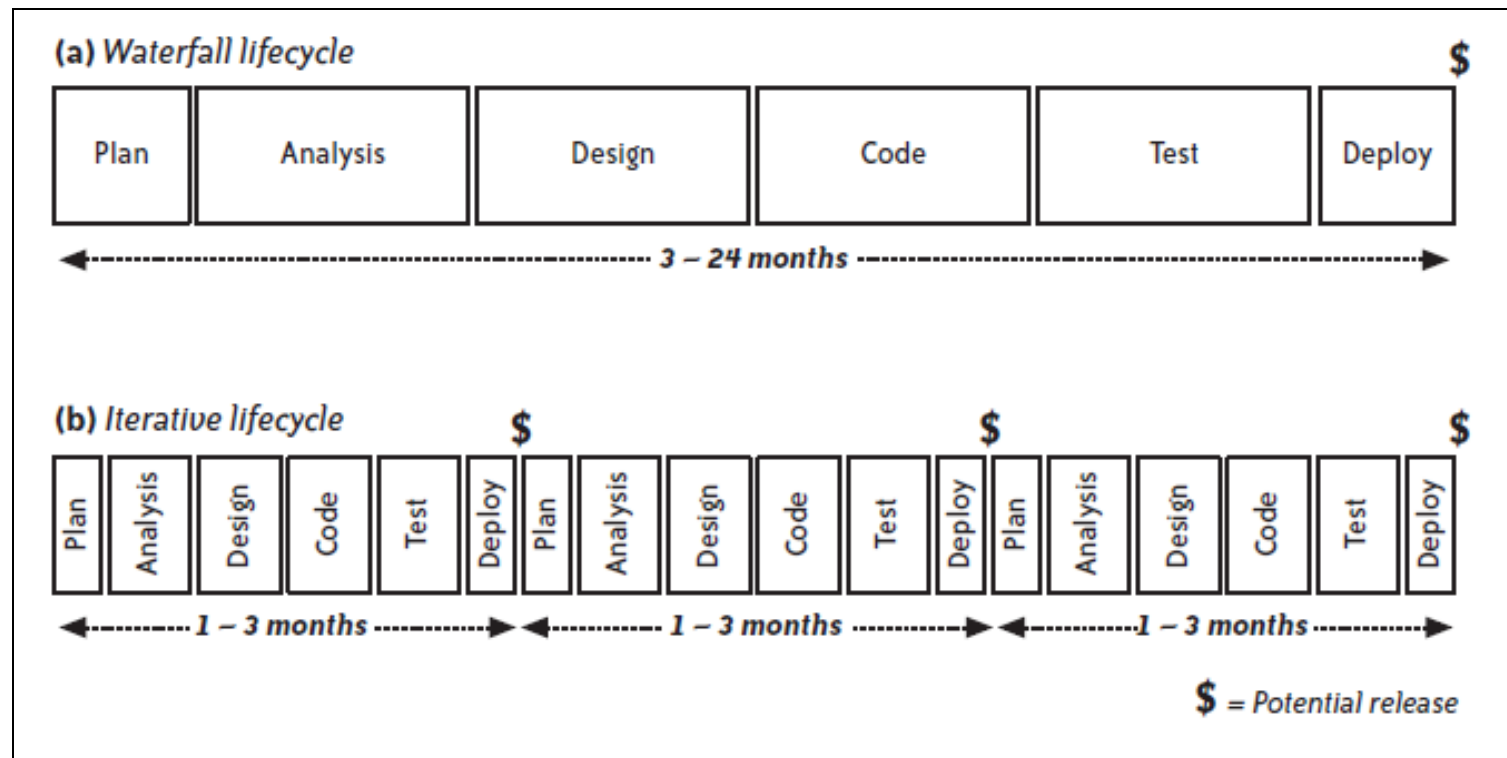 (a) Waterfall lifecycle
$
Plan Analysis Design Code Test Deploy
3 – 24 months
(b) Iterative lifecycle
$ $ $
Plan Analysis Design Code Test Deploy Plan Analysis Design Code Test Deploy Plan Analysis Design Code Test Deploy
1 – 3 months 1 – 3 months 1 – 3 months
$ = Potential release